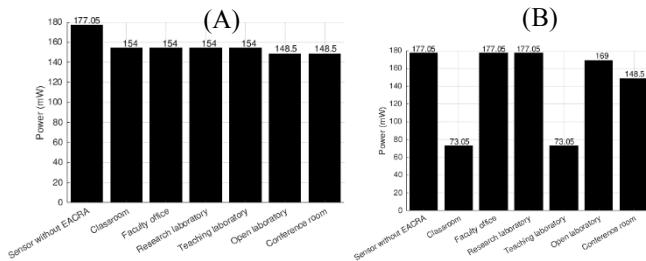 (A)
177.05
154
154
154
154
148.5
148.5
180
160
140
120
100
80
60
40
20
0
Power (mW)
Sensor without EACRA
Classroom
Faculty office
Research laboratory
Teaching laboratory
Open laboratory
Conference room
(B)
177.05
73.05
177.05
177.05
73.05
169
148.5
180
160
140
120
100
80
60
40
20
0
Power (mW)
Sensor without EACRA
Classroom
Faculty office
Research laboratory
Teaching laboratory
Open laboratory
Conference room